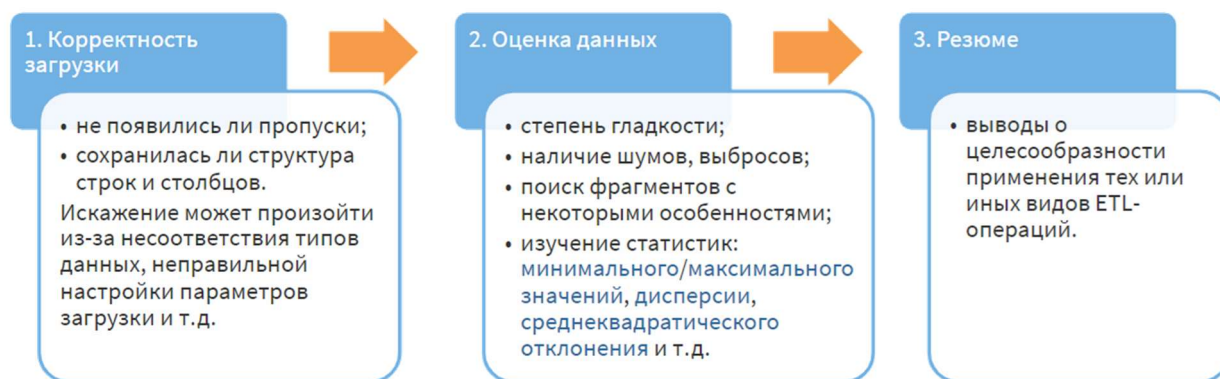 1. Корректность
загрузки
• не появились ли пропуски;
• сохранилась ли структура
строк и столбцов.
Искажение может произойти
из-за несоответствия типов
данных, неправильной
настройки параметров
загрузки и т.д.
2. Оценка данных
• степень гладкости;
• наличие шумов, выбросов;
• поиск фрагментов с
некоторыми особенностями;
• изучение статистик:
минимального/максимального
значений, дисперсии,
среднеквадратического
отклонения и т.д.
3. Резюме
• выводы о
целесообразности
применения тех или
иных видов ETL-
операций.